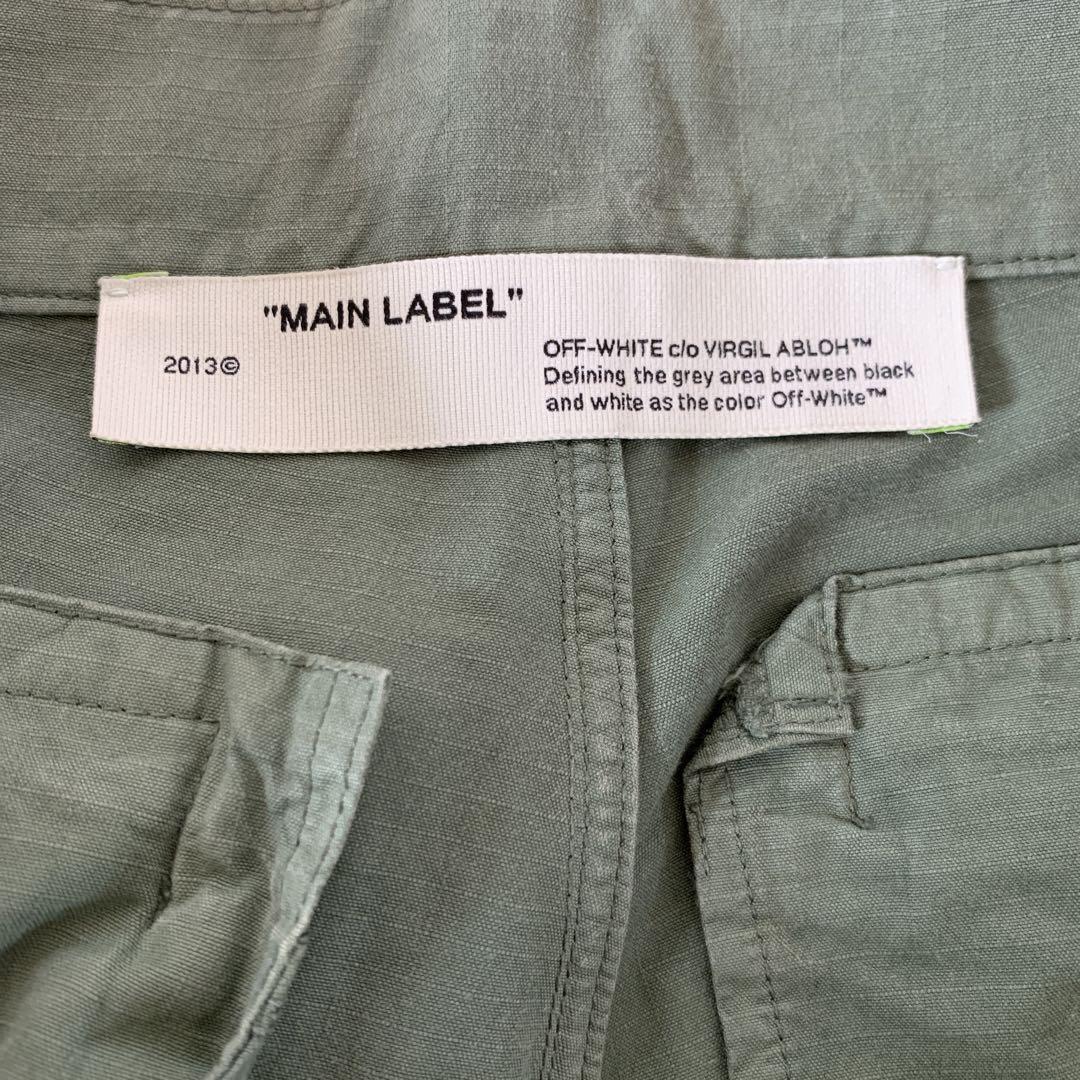 "MAIN LABEL"
2013©
OFF-WHITE c/o VIRGIL ABLOH™
Defining the grey area between black
and white as the color Off-White™